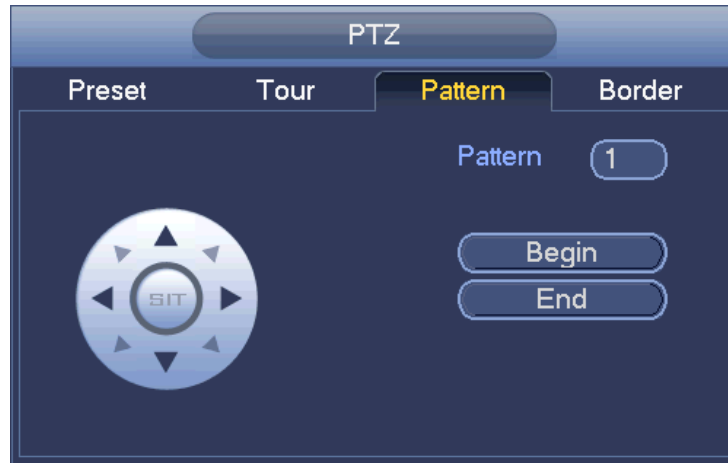 PTZ
Preset Tour Pattern Border
Pattern 1
Begin
SIT
End